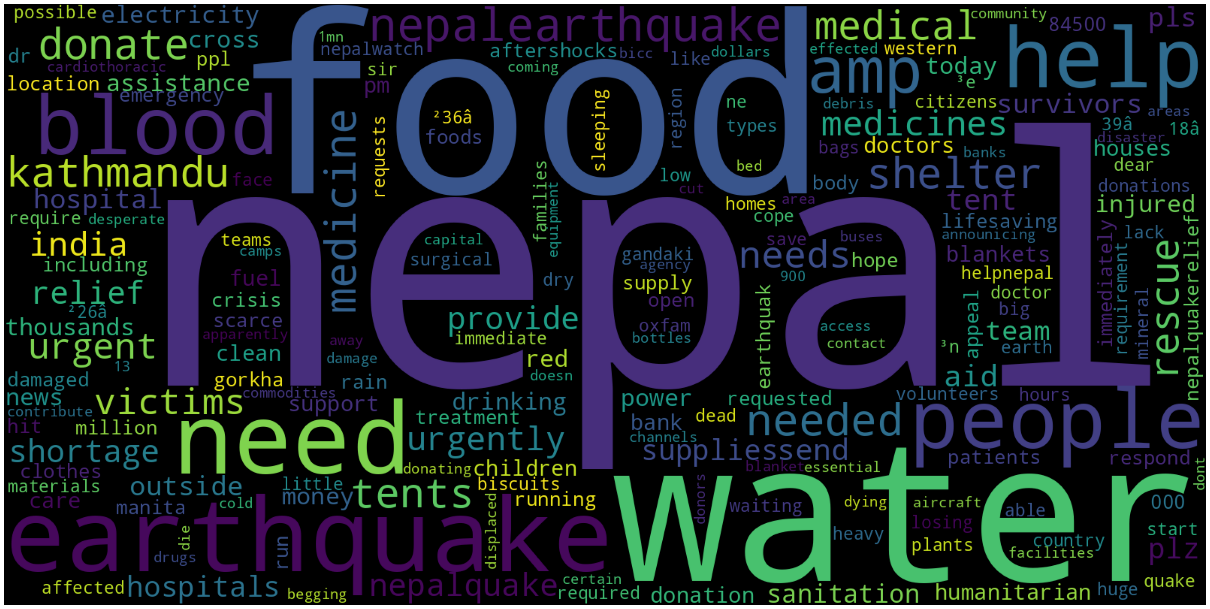 possible
electricity
donate
cross
1mn
nepalearthquake
nepalwatch
dr
ppl
cardiothoracic
location
assistance
sir
pm
emergency
blood
food
aftershocks
bicc
coming
like
dollars
medical
community
84500
pls
effected
western
help
amp
today
³e
citizens
survivors
areas
debris
medicines
39â
disaster
18â
bags
doctors
banks
houses
dear
²36â
foods
requests
medicine
sleeping
region
ne
types
bed
kathmandu
face
hospital
require
desperate
low
cut
body
shelter
donations
homes
area
tent
injured
families
equipment
cope
lifesaving
lack
announicing
nepal
india
teams
camps
including
fuel
capital
surgical
gandaki
agency
supply
open
needs
save
buses
hope
900
blankets
helpnepal
doctor
immediately
requirement
mineral
rescue
nepalquakerelief
dry
relief
²26â
crisis
scarce
thousands
apparently
urgent
13
clean
away
damage
provide
immediate
oxfam
bottles
red
doesn
earthquak
access
contact
³n
team
big
earth
appeal
aid
damaged
gorkha
rain
news
contribute
commodities
victims
support
hit
million
need
treatment
drinking
urgently
power
requested
bank
dead
channels
needed
volunteers
hours
people
patients
respond
shortage
clothes
materials
care
outside
manita
little
money
cold
tents
donating
children
biscuits
running
suppliessend
blanket
essential
dont
water
earthquake
die
drugs
run
displaced
donors
waiting
dying
heavy
aircraft
losing
plants
able
facilities
country
000
start
plz
quake
huge
affected
hospitals
begging
nepalquake
certain
required
donation
sanitation
humanitarian